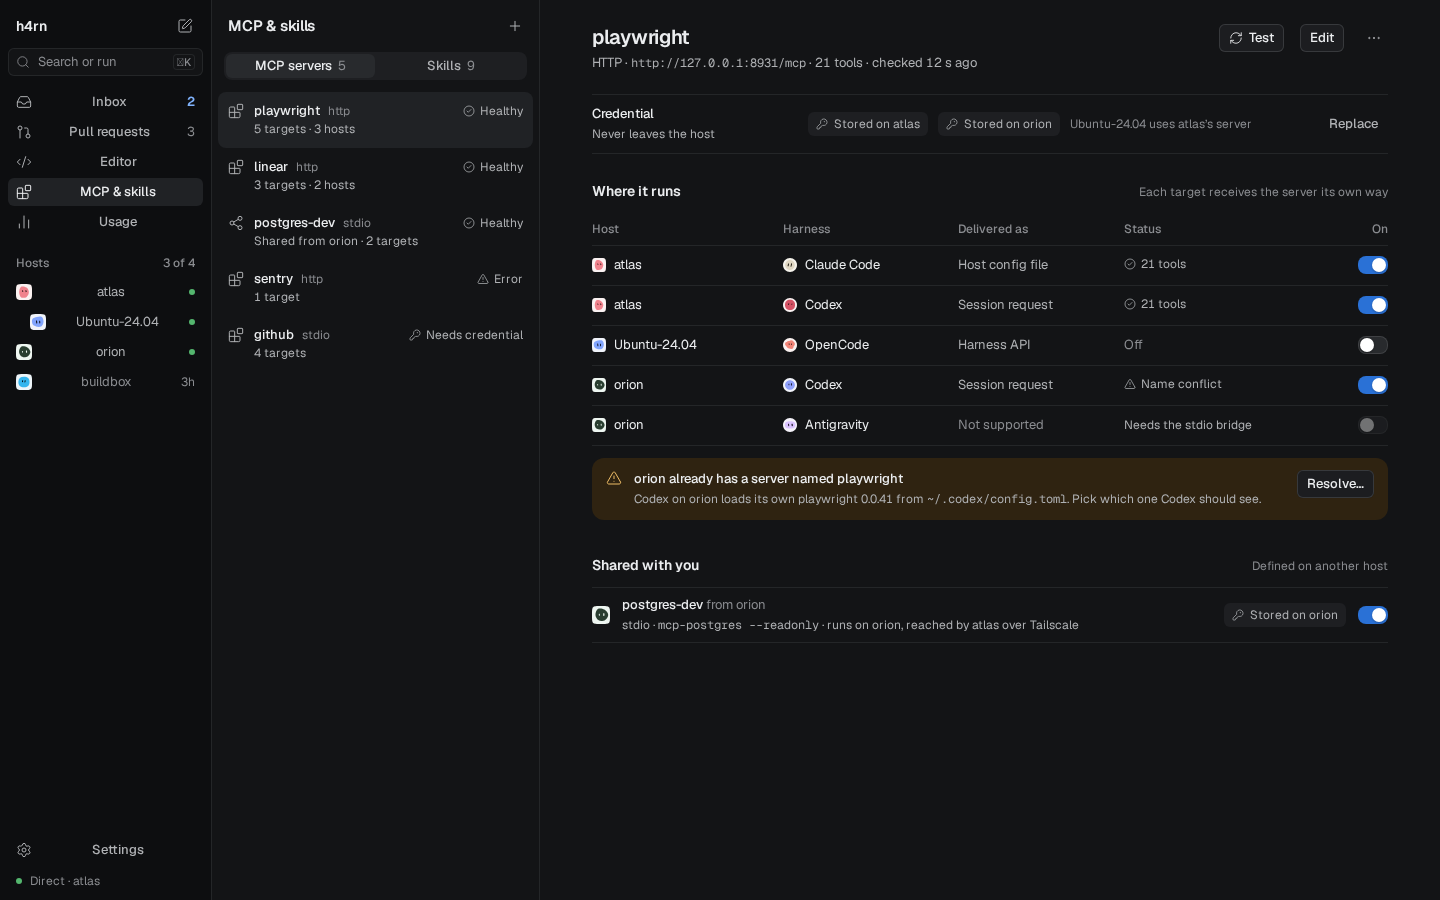 h4rn
Search or run
K
Inbox 2
Pull requests 3
Editor
MCP & skills
Usage
Hosts 3 of 4
atlas
Ubuntu-24.04
orion
buildbox 3h
Settings
Direct · atlas
MCP & skills
MCP servers 5
Skills 9
playwright http Healthy
5 targets · 3 hosts
linear http Healthy
3 targets · 2 hosts
postgres-dev stdio Healthy
Shared from orion · 2 targets
sentry http Error
1 target
github stdio Needs credential
4 targets
playwright
Test
Edit
HTTP · http://127.0.0.1:8931/mcp · 21 tools · checked 12 s ago
Credential
Never leaves the host
Stored on atlas
Stored on orion
Ubuntu-24.04 uses atlas's server
Replace
Where it runs
Each target receives the server its own way
Host Harness Delivered as Status On
atlas Claude Code Host config file 21 tools
atlas Codex Session request 21 tools
Ubuntu-24.04 OpenCode Harness API Off
orion Codex Session request Name conflict
orion Antigravity Not supported Needs the stdio bridge
orion already has a server named playwright
Codex on orion loads its own playwright 0.0.41 from ~/.codex/config.toml. Pick which one Codex should see.
Resolve…
Shared with you
Defined on another host
postgres-dev from orion
stdio · mcp-postgres --readonly · runs on orion, reached by atlas over Tailscale
Stored on orion